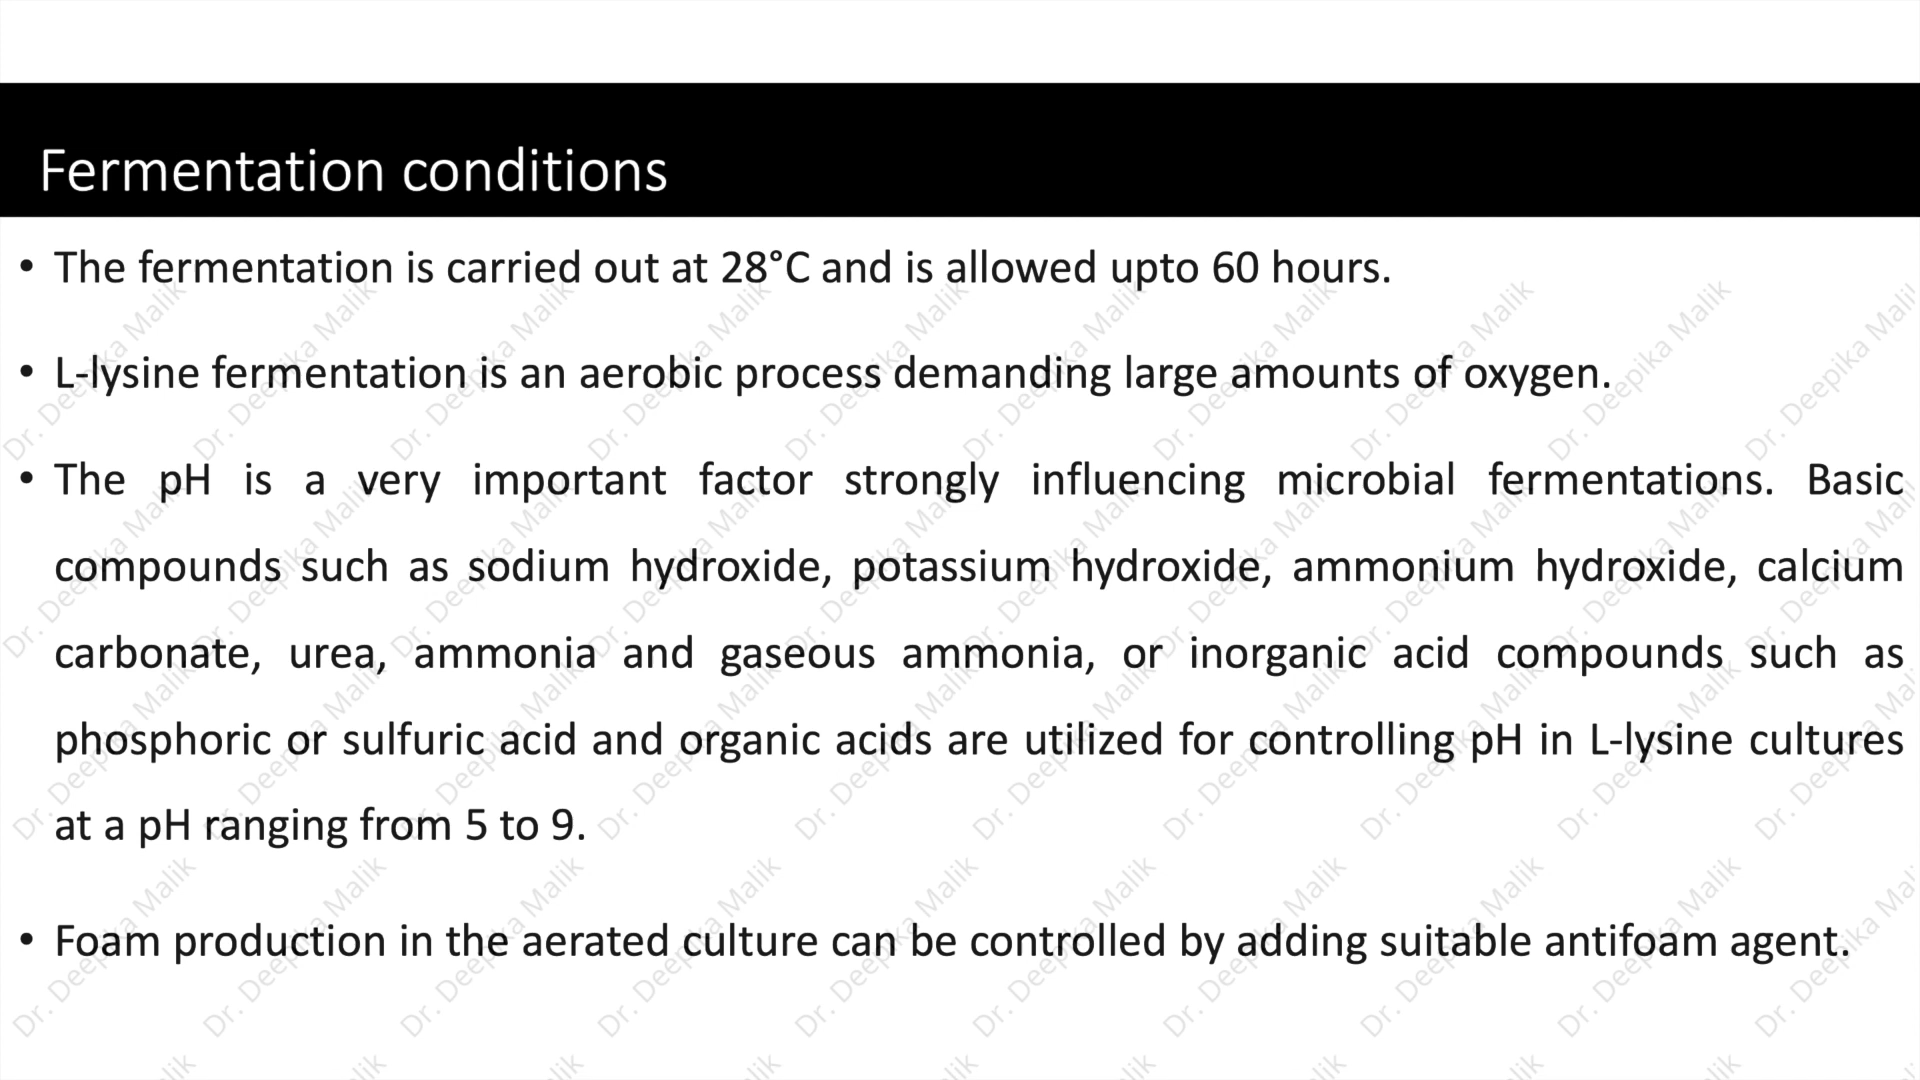 Fermentation conditions
• The fermentation is carried out at 28°C and is allowed upto 60 hours.
• L-lysine fermentation is an aerobic process demanding large amounts of oxygen.
• The pH is a very important factor strongly influencing microbial fermentations. Basic
compounds such as sodium hydroxide, potassium hydroxide, ammonium hydroxide, calcium
carbonate, urea, ammonia and gaseous ammonia, or inorganic acid compounds such as
phosphoric or sulfuric acid and organic acids are utilized for controlling pH in L-lysine cultures
at a pH ranging from 5 to 9.
• Foam production in the aerated culture can be controlled by adding suitable antifoam agent.
Dr. Deepika Malik